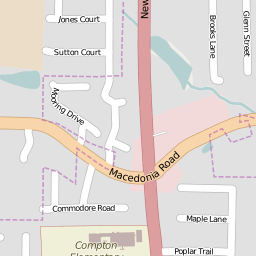 Jones Court
New
Brooks Lane
Glenn Street
Sutton Court
Mooring Drive
Macedonia Road
Commodore Road
Maple Lane
Compton
Elementary
Poplar Trail